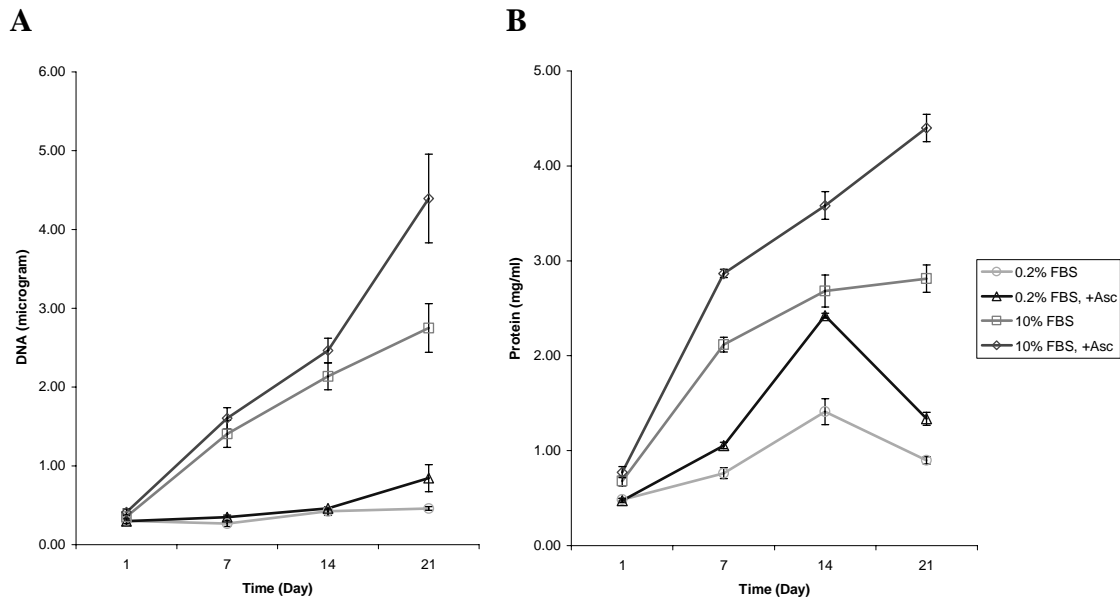 A
6.00
5.00
4.00
3.00
2.00
1.00
0.00
DNA (microgram)
1 7 14 21
Time (Day)
B
5.00
4.00
3.00
2.00
1.00
0.00
Protein (mg/ml)
1 7 14 21
Time (Day)
0.2% FBS
0.2% FBS, +Asc
10% FBS
10% FBS, +Asc